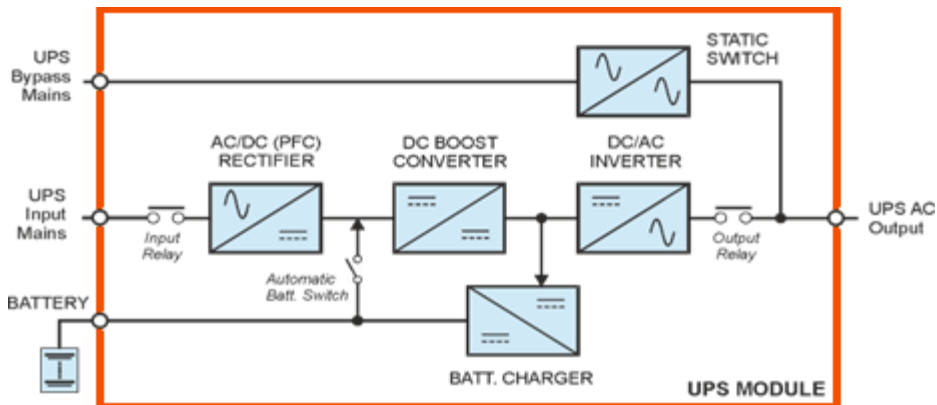 UPS
Bypass
Mains
STATIC
SWITCH
AC/DC (PFC)
RECTIFIER
DC BOOST
CONVERTER
DC/AC
INVERTER
UPS
Input
Mains
Input
Relay
Automatic
Batt. Switch
Output
Relay
UPS AC
Output
BATTERY
BATT. CHARGER
UPS MODULE